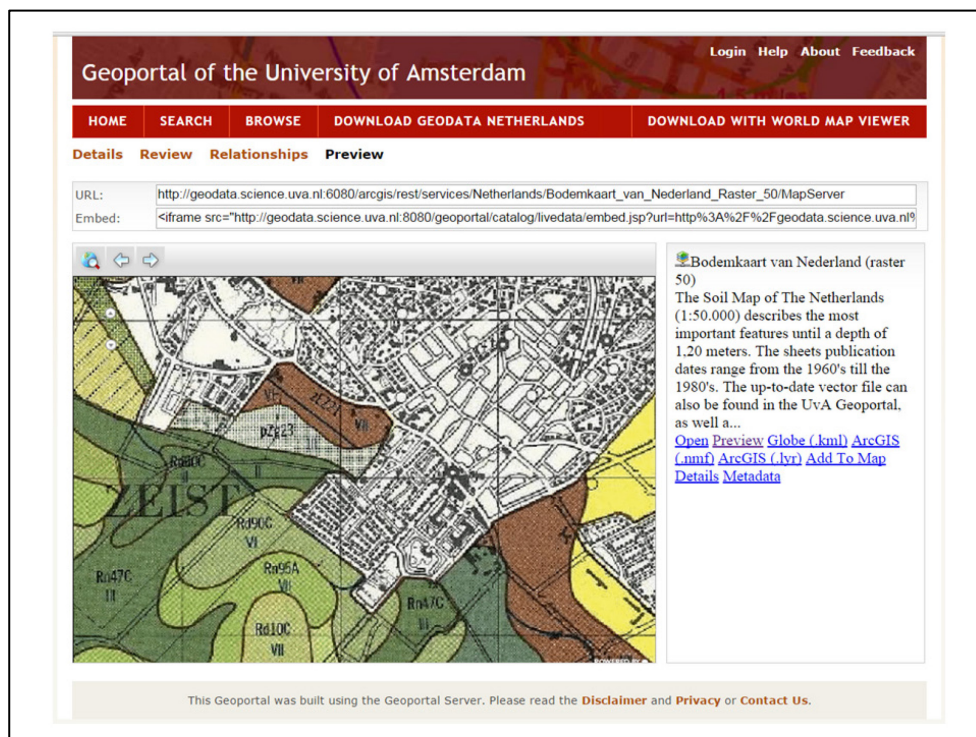 Login Help About Feedback
Geoportal of the University of Amsterdam
HOME SEARCH BROWSE DOWNLOAD GEODATA NETHERLANDS DOWNLOAD WITH WORLD MAP VIEWER
Details Review Relationships Preview
URL: http://geodata.science.uva.nl:6080/arcgis/rest/services/Netherlands/Bodemkaart_van_Nederland_Raster_50/MapServer
Embed: <iframe src="http://geodata.science.uva.nl:8080/geoportal/catalog/livedata/embed.jsp?url=http%3A%2F%2Fgeodata.science.uva.nl%
Bodemkaart van Nederland (raster
50)
The Soil Map of The Netherlands
(1:50.000) describes the most
important features until a depth of
1,20 meters. The sheets publication
dates range from the 1960's till the
1980's. The up-to-date vector file can
also be found in the UvA Geoportal,
as well a...
Open Preview Globe (.kml) ArcGIS
(.nmf) ArcGIS (.lyr) Add To Map
Details Metadata
VII
pZg23
II
ZEIST
III
Rd90C
VI
Rn95A
VII
Rn47C
III
Rn47C
III
Rd10C
VII
POWERED BY
This Geoportal was built using the Geoportal Server. Please read the Disclaimer and Privacy or Contact Us.